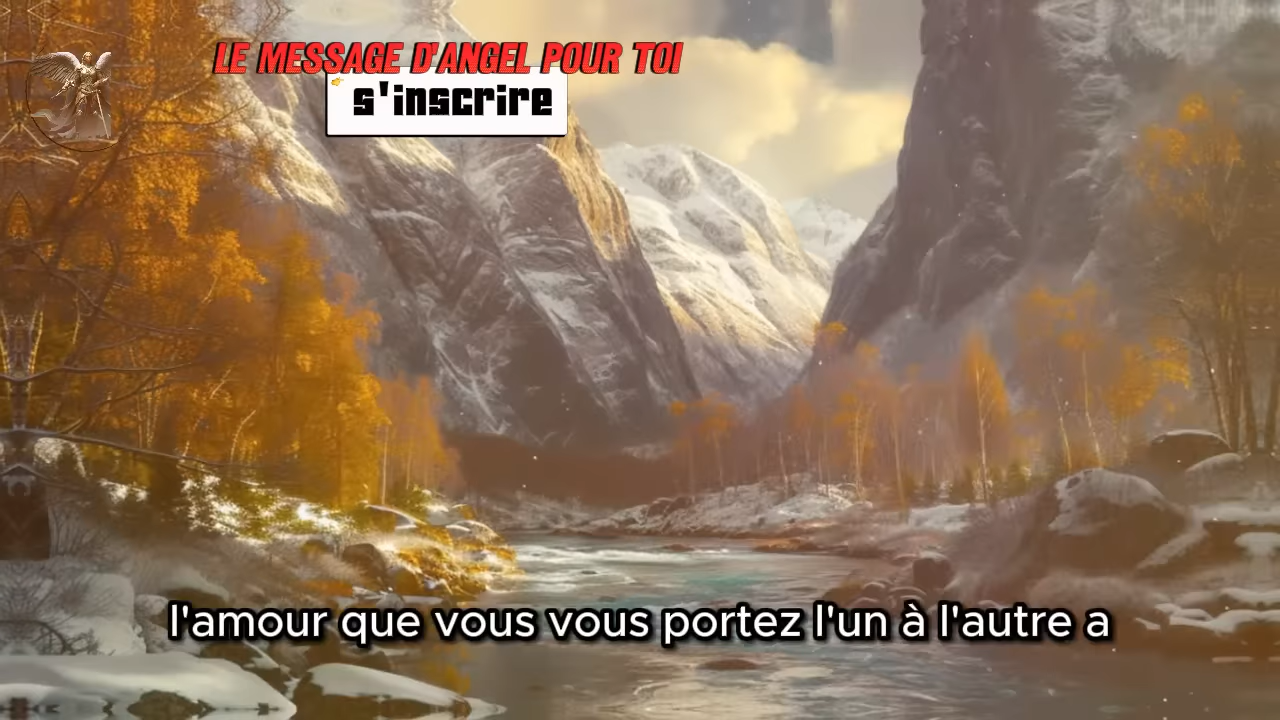 LE MESSAGE D'ANGEL POUR TOI
s'inscrire
l'amour que vous vous portez l'un à l'autre a